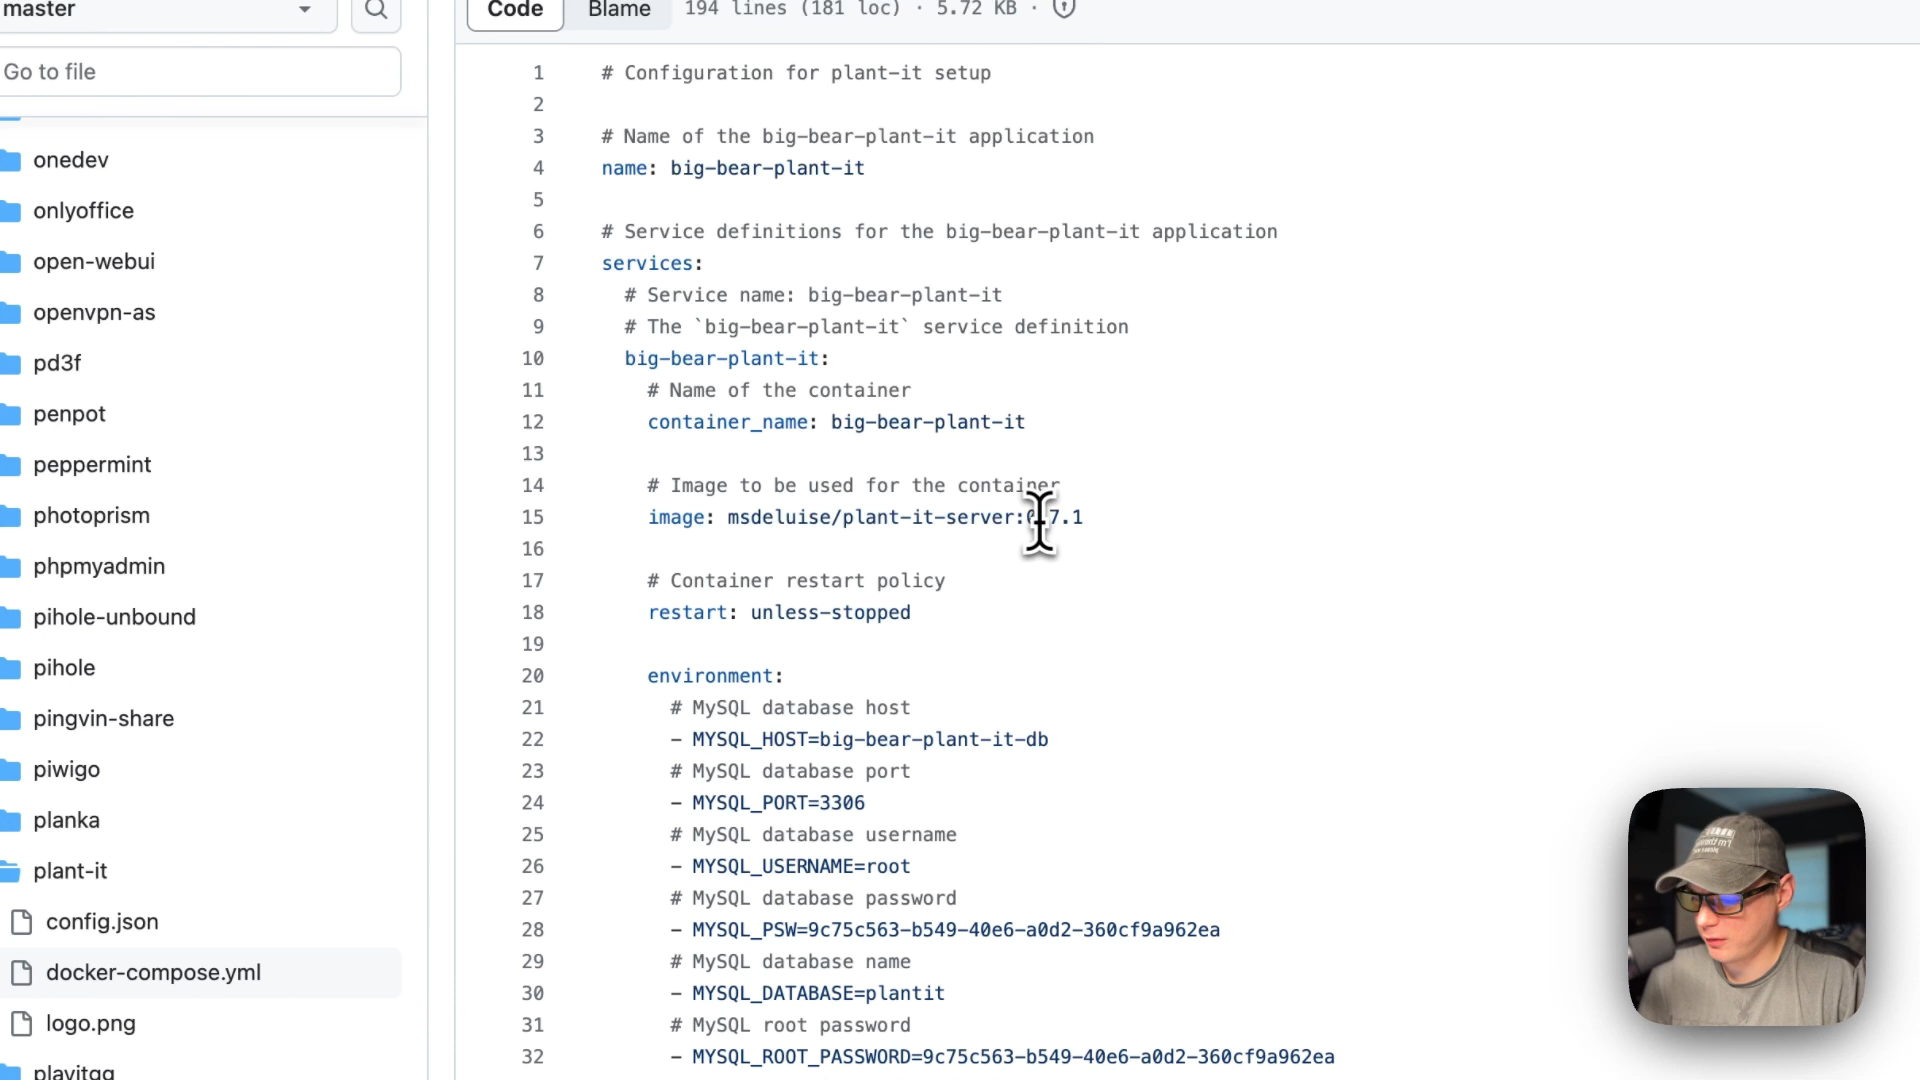 master
Go to file
onedev
onlyoffice
open-webui
openvpn-as
pd3f
penpot
peppermint
photoprism
phpmyadmin
pihole-unbound
pihole
pingvin-share
piwigo
planka
plant-it
config.json
docker-compose.yml
logo.png
Code Blame 194 lines (181 loc) · 5.72 KB ·
1 # Configuration for plant-it setup
2
3 # Name of the big-bear-plant-it application
4 name: big-bear-plant-it
5
6 # Service definitions for the big-bear-plant-it application
7 services:
8 # Service name: big-bear-plant-it
9 # The `big-bear-plant-it` service definition
10 big-bear-plant-it:
11 # Name of the container
12 container_name: big-bear-plant-it
13
14 # Image to be used for the container
15 image: msdeluise/plant-it-server:0.7.1
16
17 # Container restart policy
18 restart: unless-stopped
19
20 environment:
21 # MySQL database host
22 - MYSQL_HOST=big-bear-plant-it-db
23 # MySQL database port
24 - MYSQL_PORT=3306
25 # MySQL database username
26 - MYSQL_USERNAME=root
27 # MySQL database password
28 - MYSQL_PSW=9c75c563-b549-40e6-a0d2-360cf9a962ea
29 # MySQL database name
30 - MYSQL_DATABASE=plantit
31 # MySQL root password
32 - MYSQL_ROOT_PASSWORD=9c75c563-b549-40e6-a0d2-360cf9a962ea